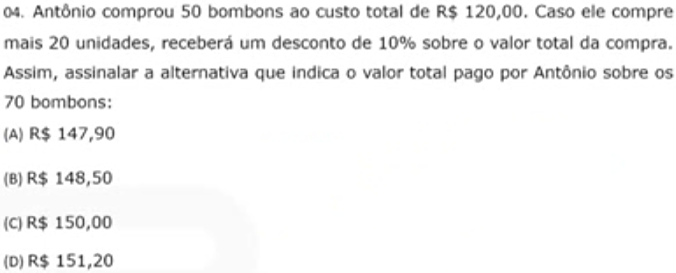 04. Antônio comprou 50 bombons ao custo total de R$ 120,00. Caso ele compre
mais 20 unidades, receberá um desconto de 10% sobre o valor total da compra.
Assim, assinalar a alternativa que indica o valor total pago por Antônio sobre os
70 bombons:
(A) R$ 147,90
(B) R$ 148,50
(C) R$ 150,00
(D) R$ 151,20